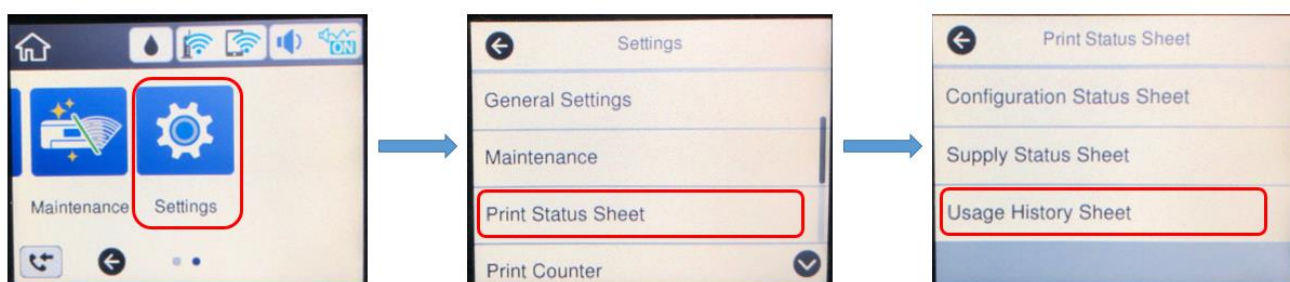 ON
Maintenance
Settings
Settings
General Settings
Maintenance
Print Status Sheet
Print Counter
Print Status Sheet
Configuration Status Sheet
Supply Status Sheet
Usage History Sheet